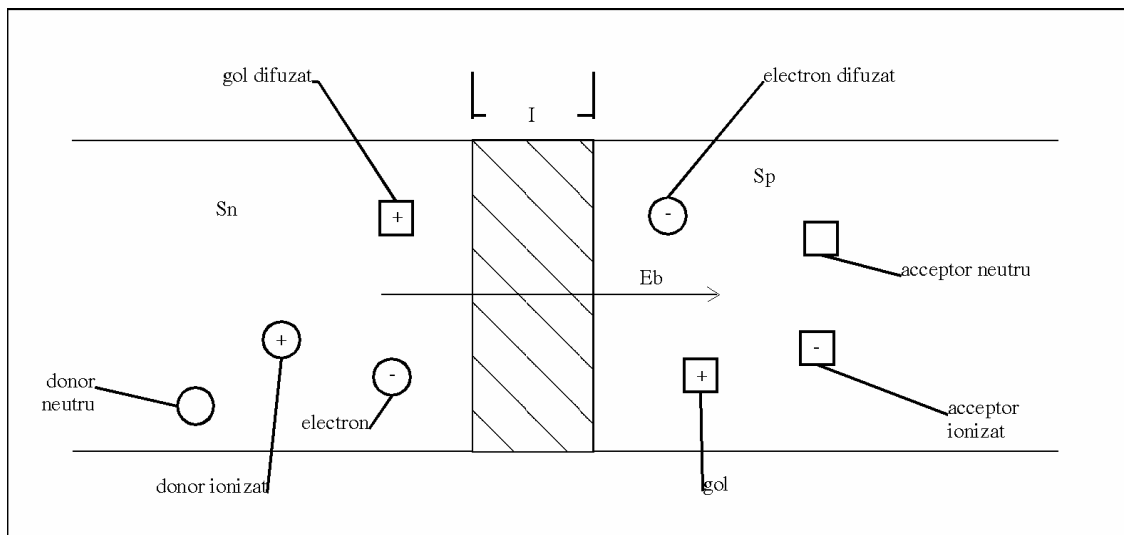 gol difuzat
electron difuzat
I
Sp
Sn
+
-
acceptor neutru
Eb
+
-
donor
neutru
-
+
electron
acceptor
ionizat
donor ionizat
gol